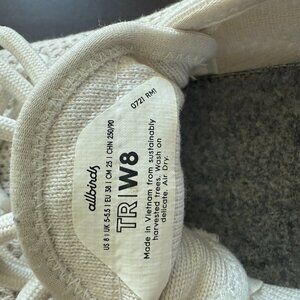 allbirds
US 8 | UK 5-5.5 | EU 38 | CM 25 | CHN 250/90
TR|W8
Made in Vietnam from sustainably
harvested trees. Wash on
delicate. Air Dry.
0721 RM1